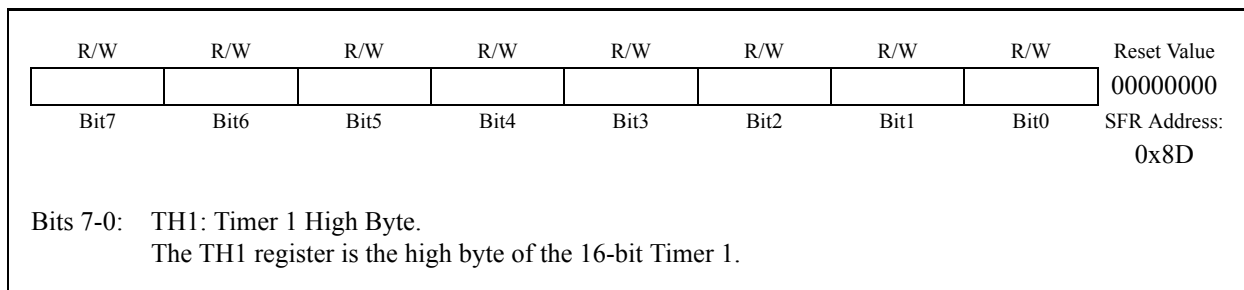 R/W R/W R/W R/W R/W R/W R/W R/W Reset Value
00000000
Bit7 Bit6 Bit5 Bit4 Bit3 Bit2 Bit1 Bit0 SFR Address:
0x8D
Bits 7-0: TH1: Timer 1 High Byte.
The TH1 register is the high byte of the 16-bit Timer 1.